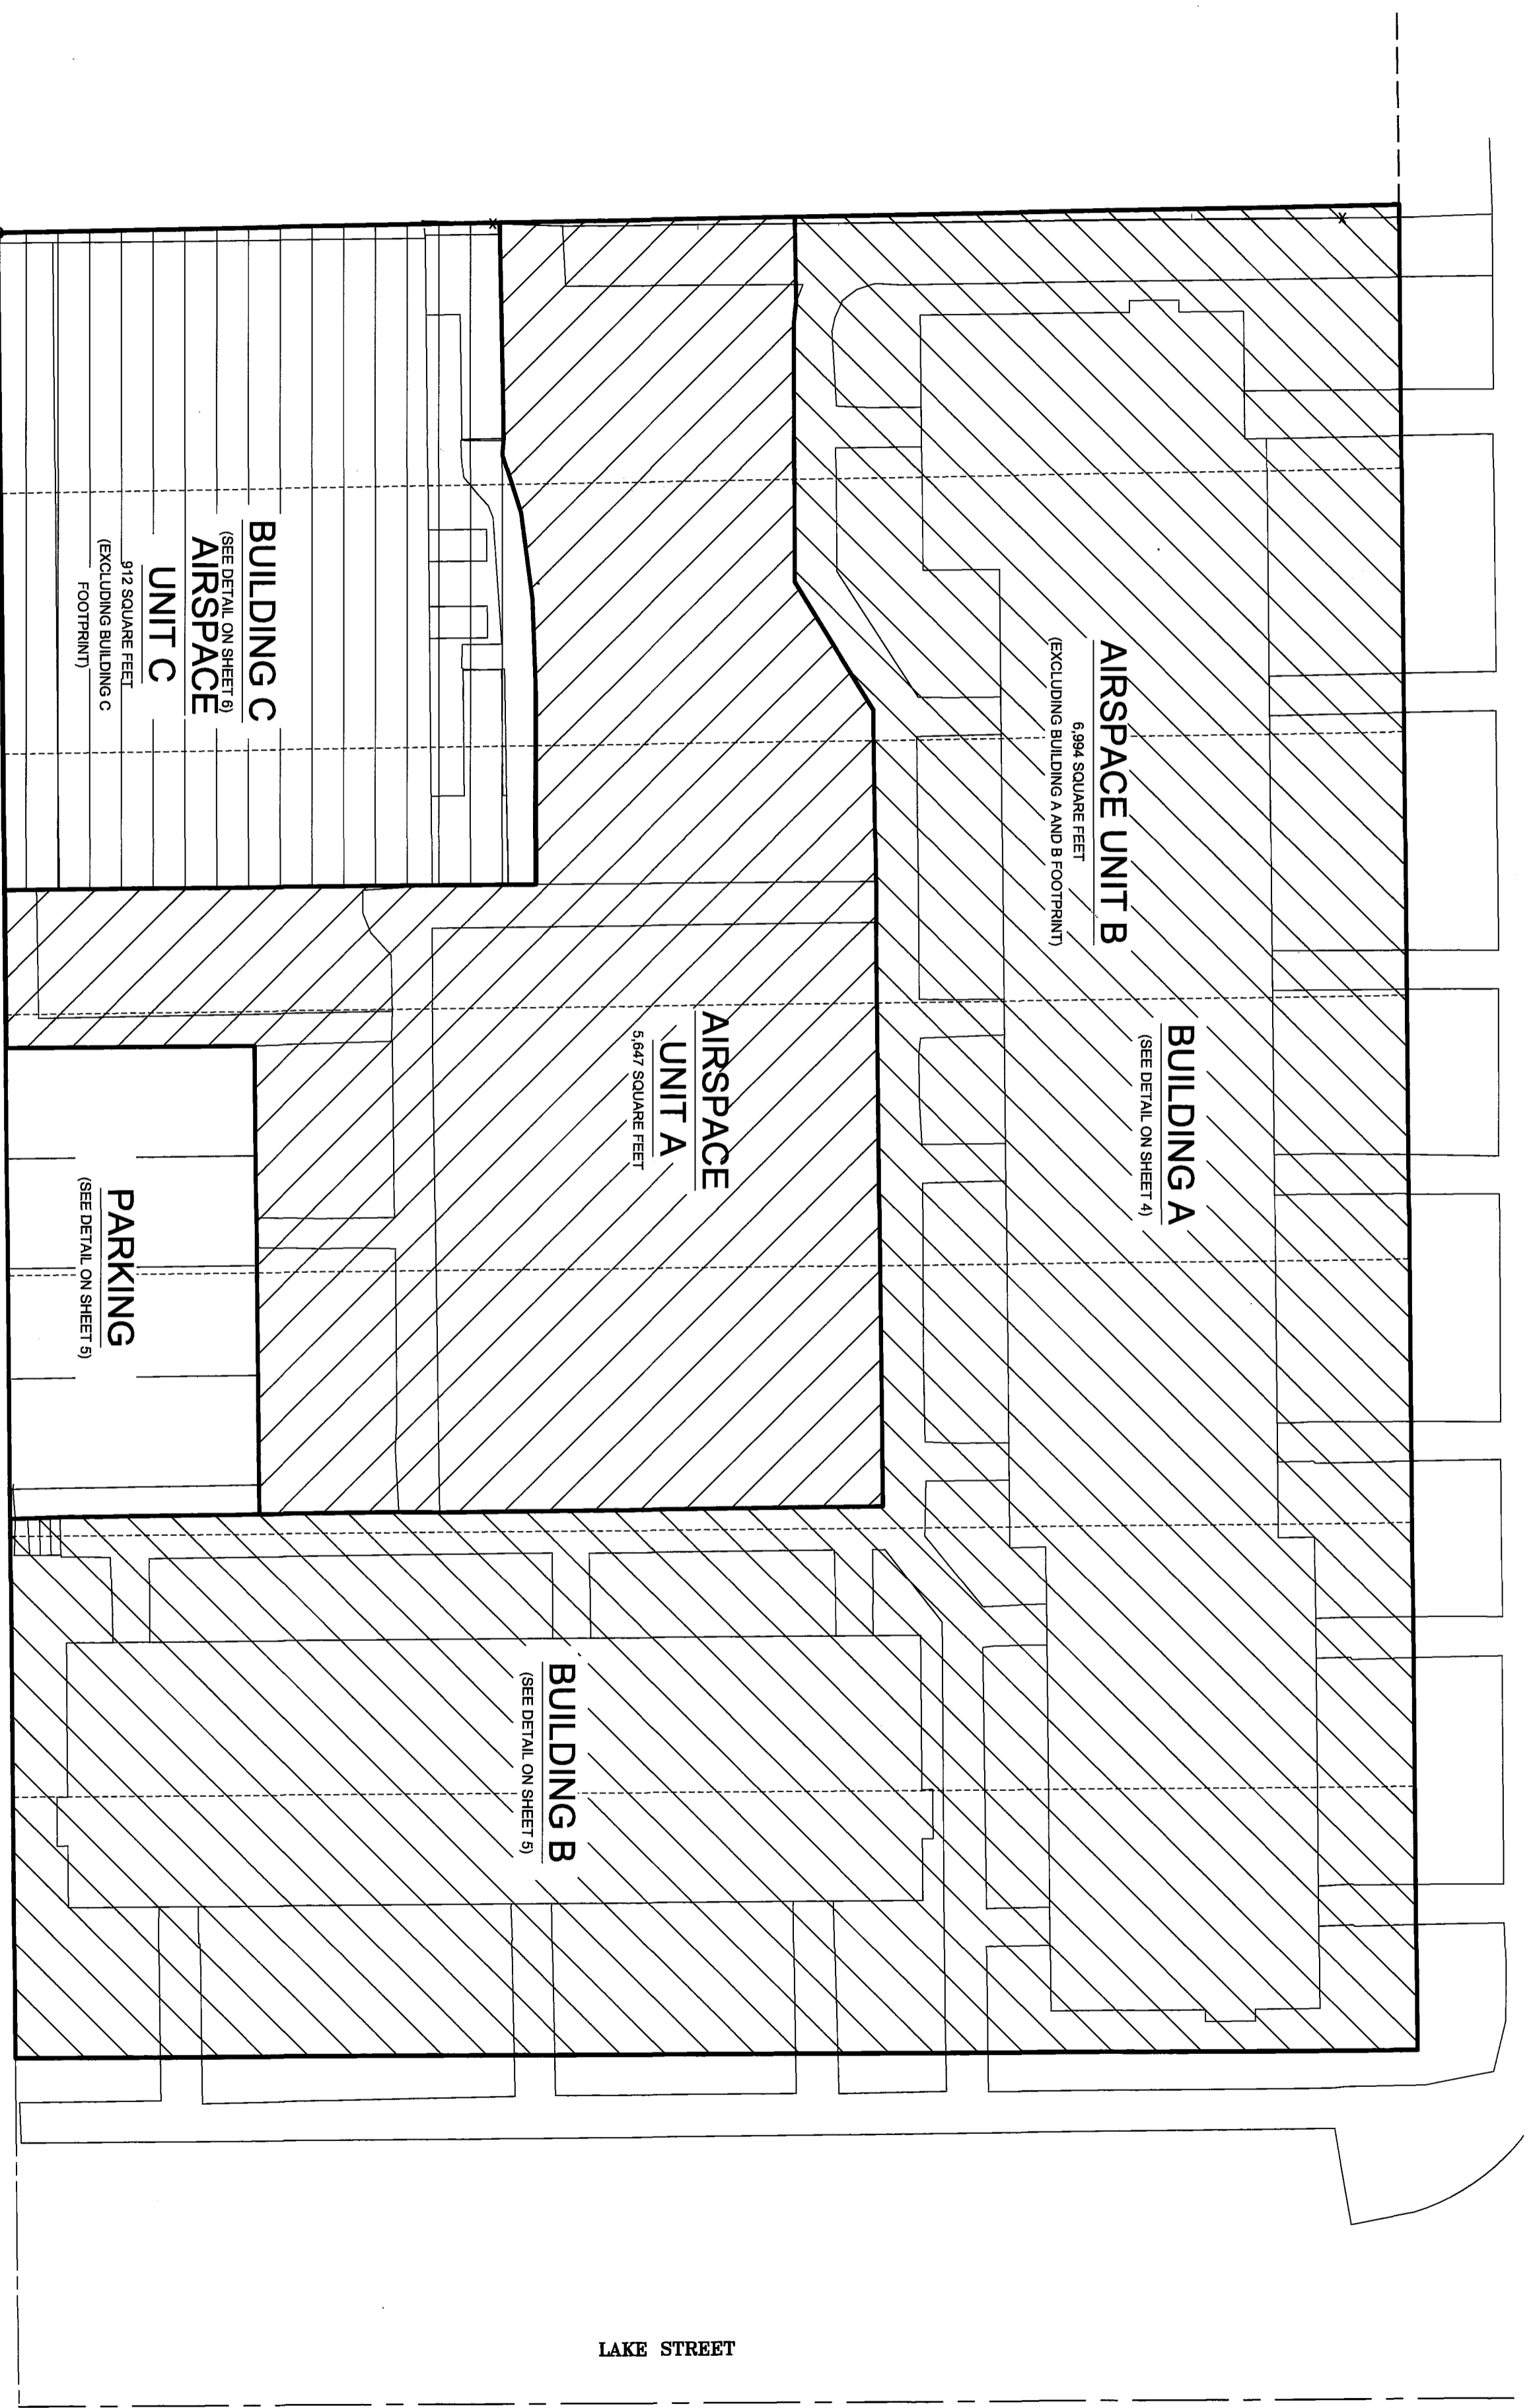 AIRSPACE UNIT B
6,994 SQUARE FEET
(EXCLUDING BUILDING A AND B FOOTPRINT)
BUILDING A
(SEE DETAIL ON SHEET 4)
AIRSPACE
UNIT A
5,647 SQUARE FEET
BUILDING C
(SEE DETAIL ON SHEET 6)
AIRSPACE
UNIT C
912 SQUARE FEET
(EXCLUDING BUILDING C
FOOTPRINT)
PARKING
(SEE DETAIL ON SHEET 5)
BUILDING B
(SEE DETAIL ON SHEET 5)
LAKE STREET